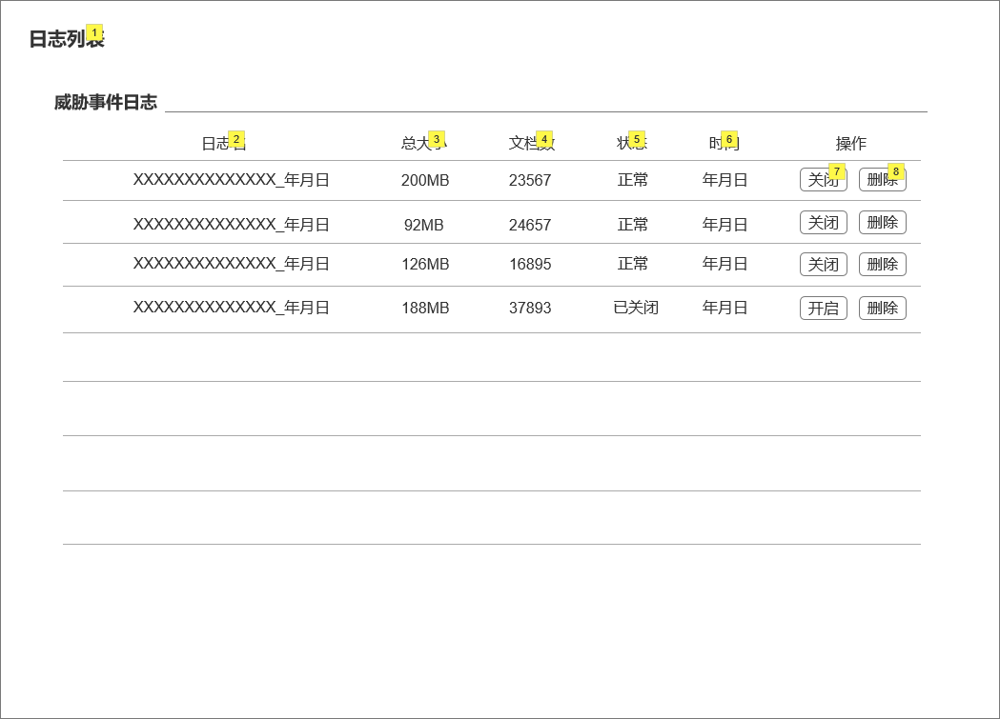 日志列表 1
威胁事件日志
日志名 2 总大小 3 文档数 4 状态 5 时间 6 操作
XXXXXXXXXXXXXX_年月日 200MB 23567 正常 年月日 关闭 7 删除 8
XXXXXXXXXXXXXX_年月日 92MB 24657 正常 年月日 关闭 删除
XXXXXXXXXXXXXX_年月日 126MB 16895 正常 年月日 关闭 删除
XXXXXXXXXXXXXX_年月日 188MB 37893 已关闭 年月日 开启 删除